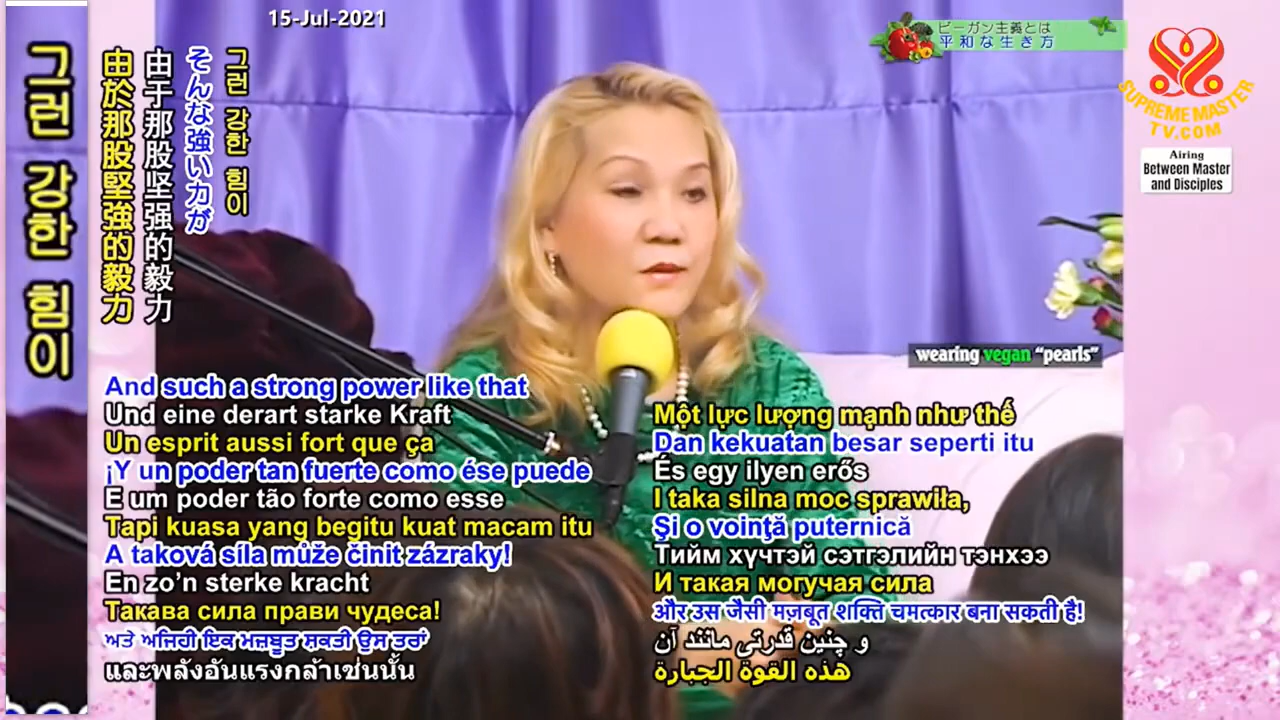 15-Jul-2021
ビーガン主義とは
平和な生き方
SUPREME MASTER
TV.COM
Airing
Between Master
and Disciples
그런 강한 힘이
由於那股堅強的毅力
由于那股坚强的毅力
そんな強い力が
그런 강한 힘이
wearing vegan "pearls"
And such a strong power like that
Und eine derart starke Kraft
Un esprit aussi fort que ça
¡Y un poder tan fuerte como ése puede
E um poder tão forte como esse
Tapi kuasa yang begitu kuat macam itu
A taková síla může činit zázraky!
En zo’n sterke kracht
Такава сила прави чудеса!
ਅਤੇ ਅਜਿਹੀ ਇਕ ਮਜ਼ਬੂਤ ਸ਼ਕਤੀ ਉਸ ਤਰਾਂ
และพลังอันแรงกล้าเช่นนั้น
Một lực lượng mạnh như thế
Dan kekuatan besar seperti itu
És egy ilyen erős
I taka silna moc sprawiła,
Şi o voinţă puternică
Тийм хүчтэй сэтгэлийн тэнхээ
И такая могучая сила
और उस जैसी मज़बूत शक्ति चमत्कार बना सकती है!
و چنین قدرتی مانند آن
هذه القوة الجبارة